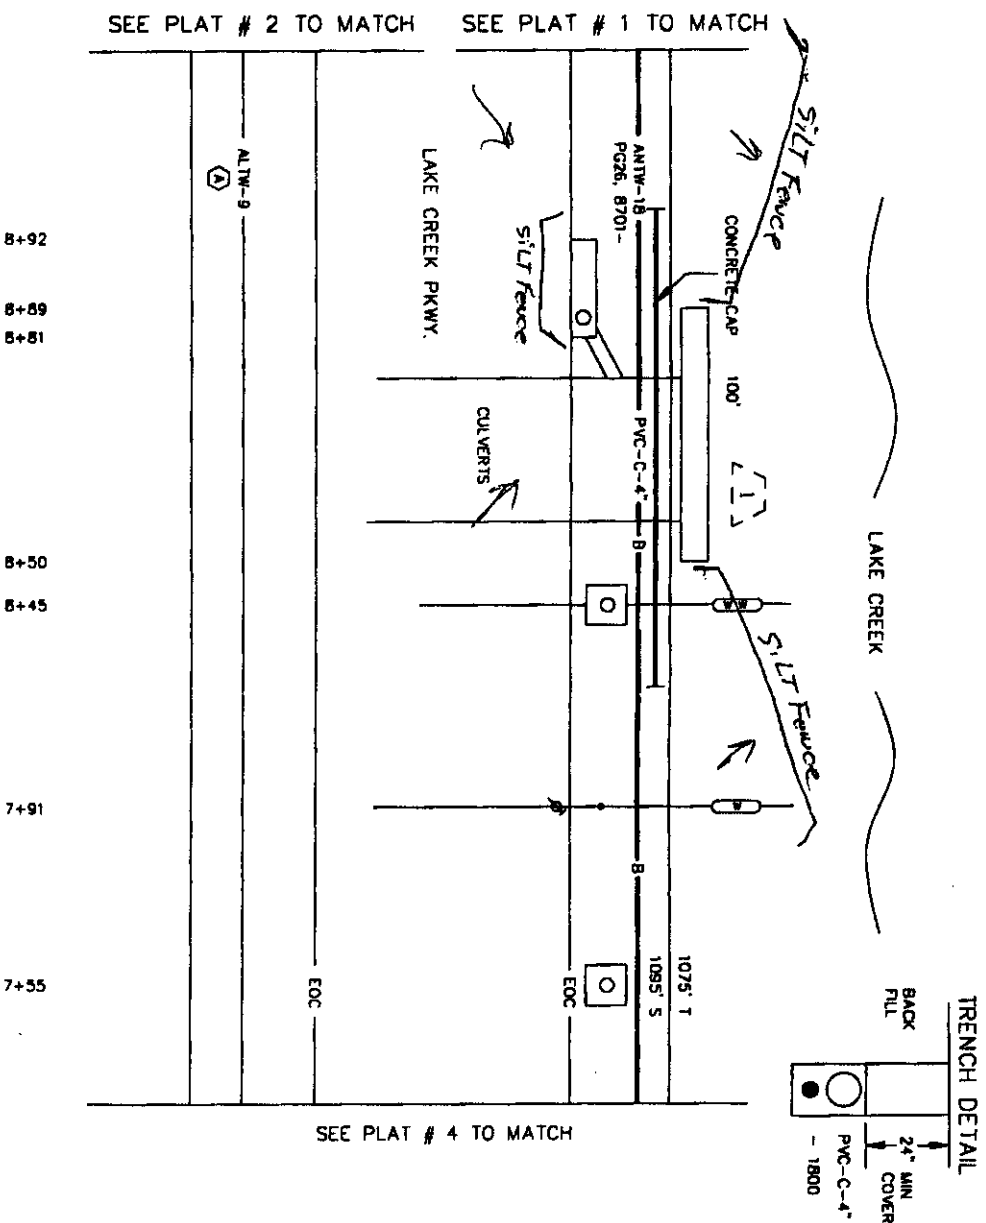 SEE PLAT # 2 TO MATCH
SEE PLAT # 1 TO MATCH
SiLT Fence
ALTW-9
A
LAKE CREEK PKWY.
ANTW-18
PG26, 8701-
CONCRETE CAP
SiLT Fence
100'
1
CULVERTS
PVC-C-4"
B
LAKE CREEK
WW
SiLT Fence
W
B
8+92
8+89
8+81
8+50
8+45
7+91
7+55
EOC
EOC
1075' T
1095' S
TRENCH DETAIL
BACK
FILL
24" MIN
COVER
PVC-C-4"
- 1800
SEE PLAT # 4 TO MATCH